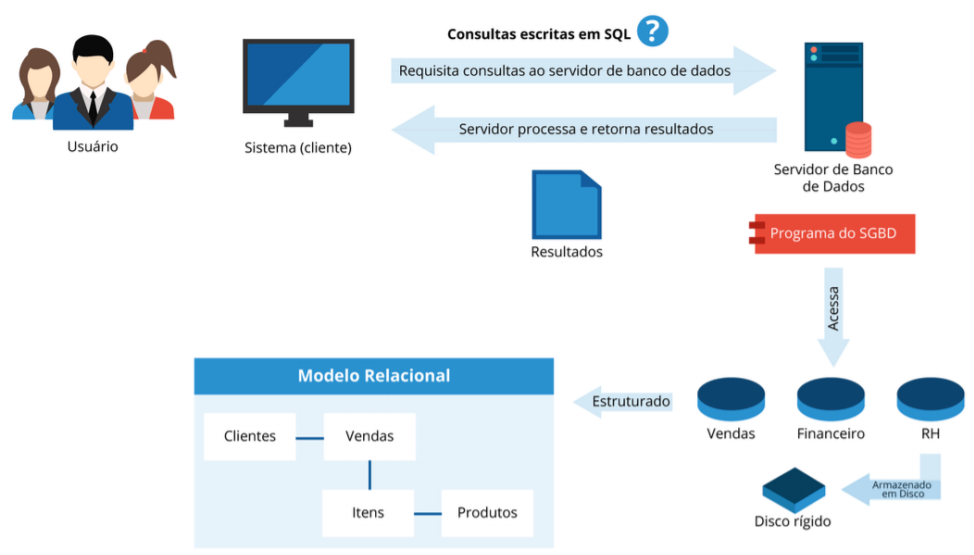 Consultas escritas em SQL ?
Requisita consultas ao servidor de banco de dados
Servidor processa e retorna resultados
Usuário
Sistema (cliente)
Servidor de Banco
de Dados
Resultados
Programa do SGBD
Acessa
Modelo Relacional
Estruturado
Clientes
Vendas
Itens
Produtos
Vendas
Financeiro
RH
Armazenado
em Disco
Disco rígido